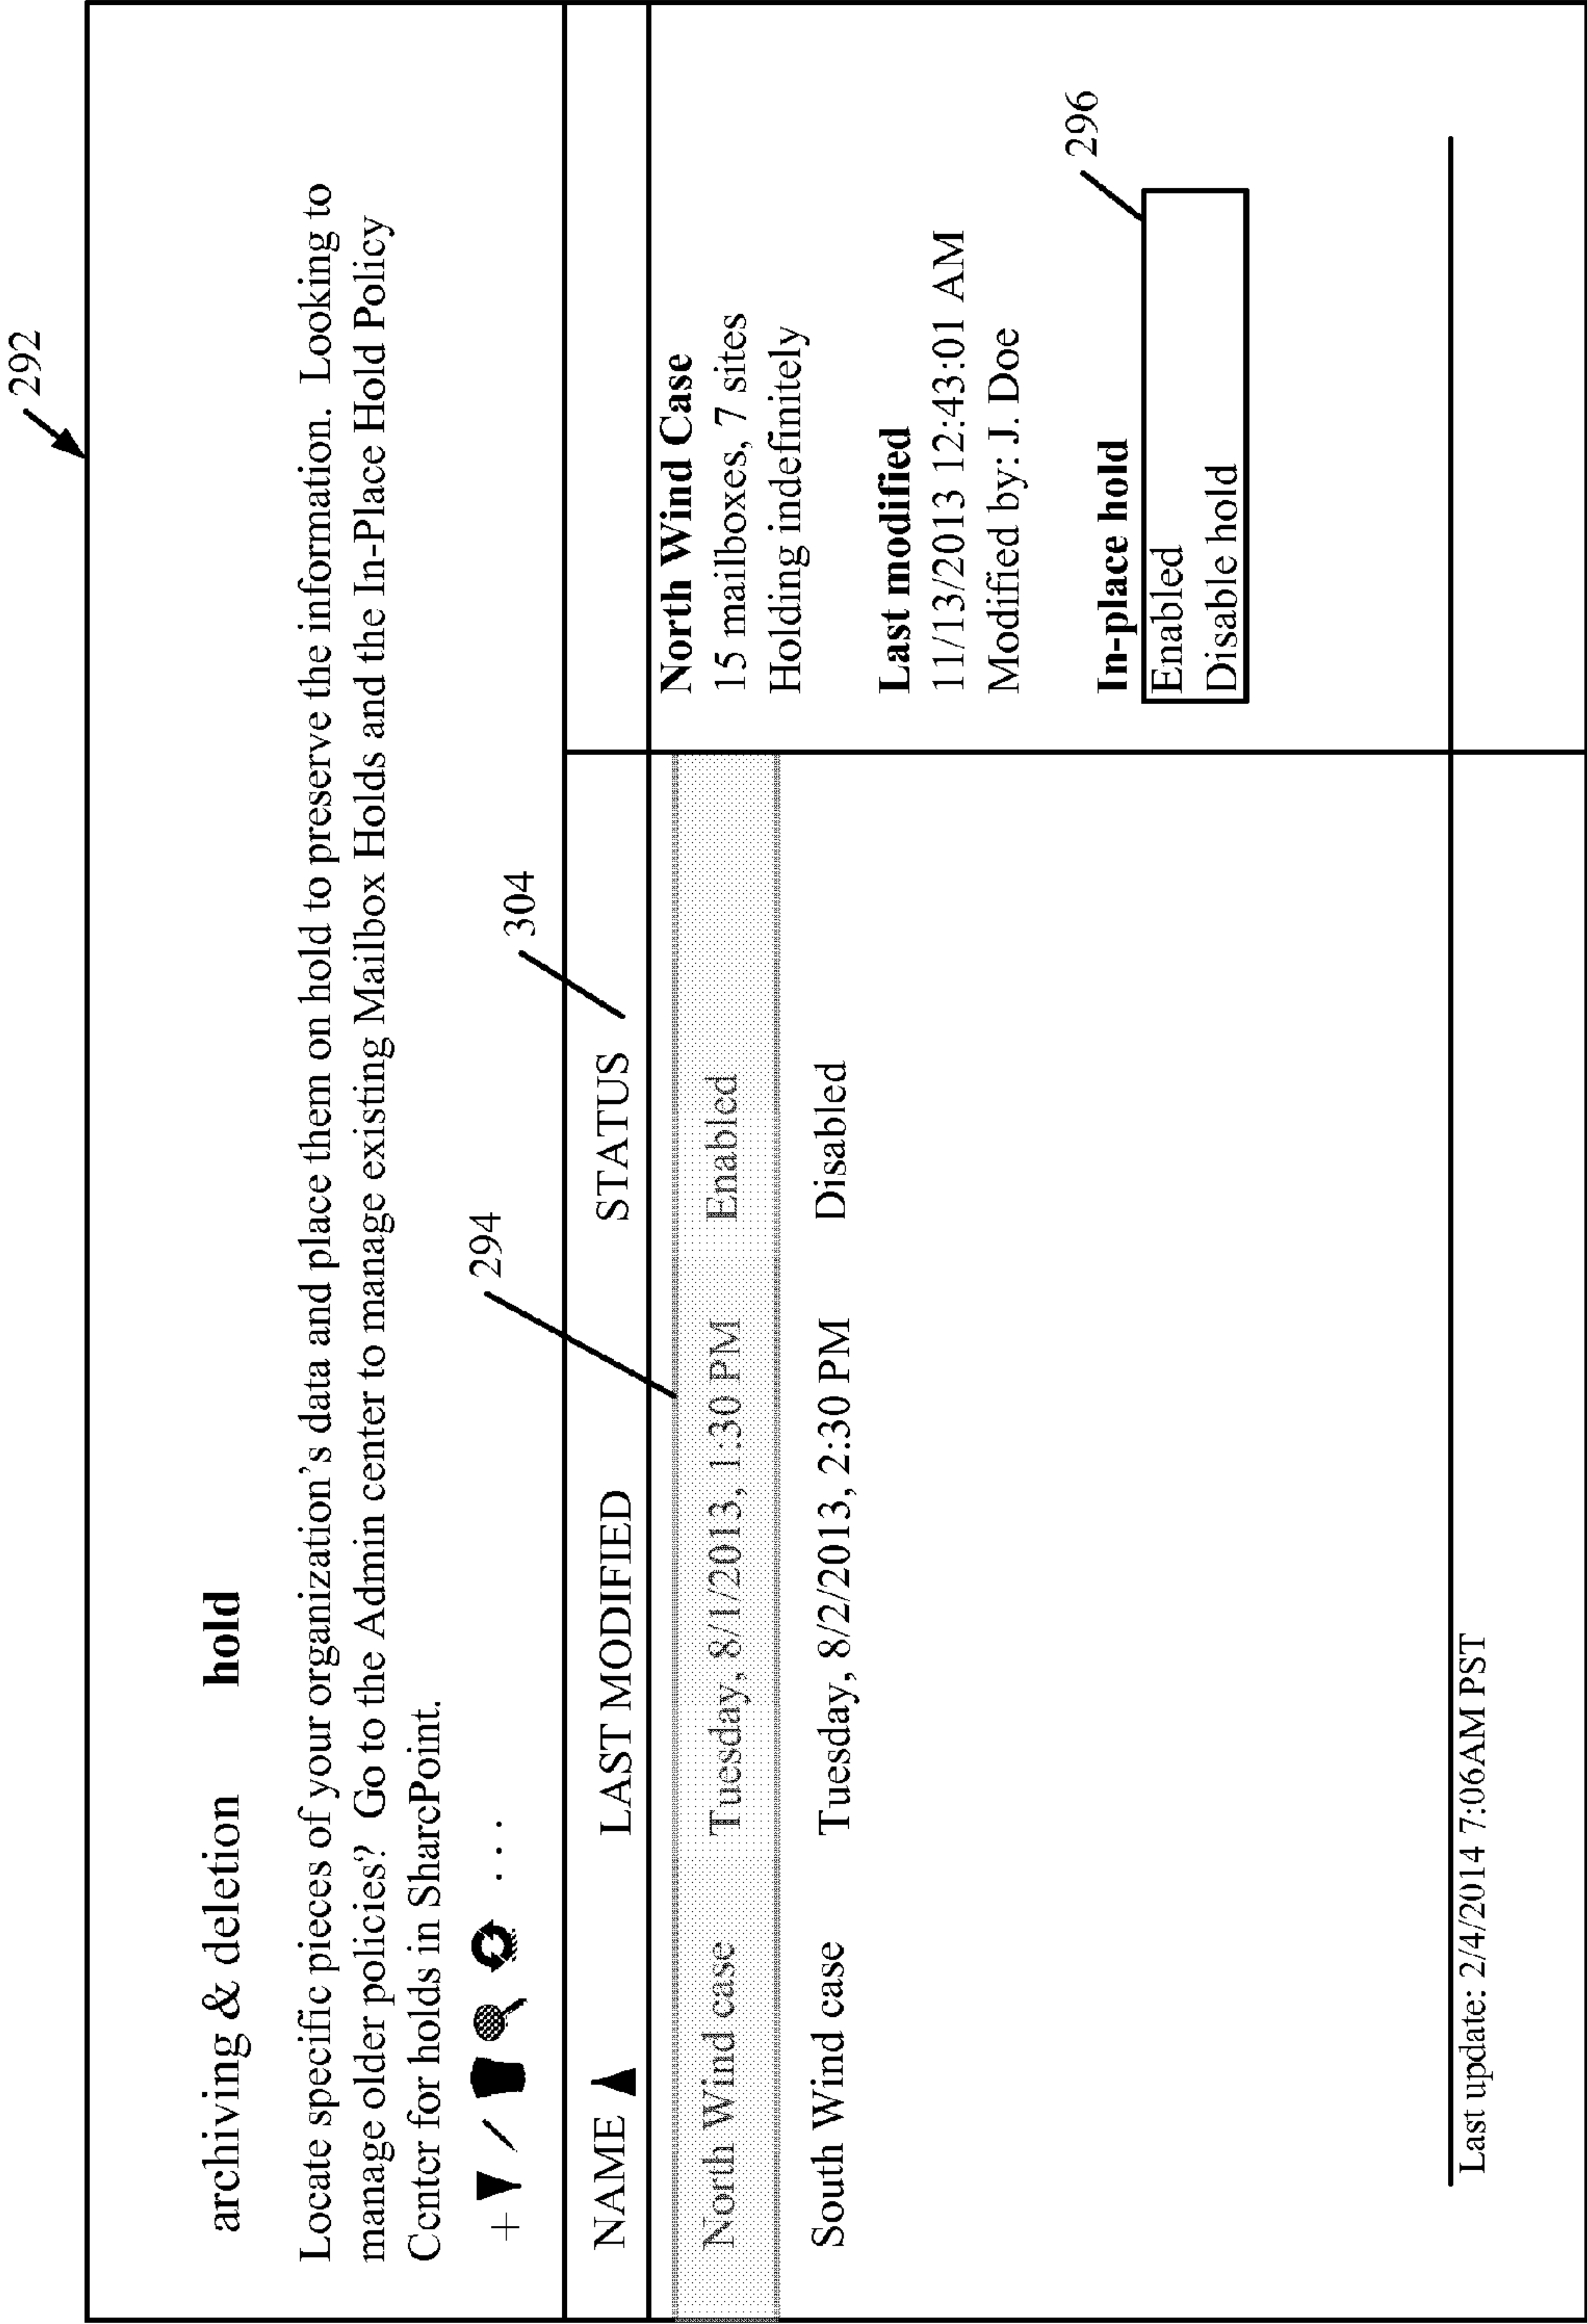 292
archiving & deletion hold
Locate specific pieces of your organization's data and place them on hold to preserve the information. Looking to
manage older policies? Go to the Admin center to manage existing Mailbox Holds and the In-Place Hold Policy
Center for holds in SharePoint.
+ ...
294
304
NAME LAST MODIFIED STATUS
North Wind case Tuesday, 8/1/2013, 1:30 PM Enabled
South Wind case Tuesday, 8/2/2013, 2:30 PM Disabled
North Wind Case
15 mailboxes, 7 sites
Holding indefinitely
Last modified
11/13/2013 12:43:01 AM
Modified by: J. Doe
296
In-place hold
Enabled
Disable hold
Last update: 2/4/2014 7:06AM PST